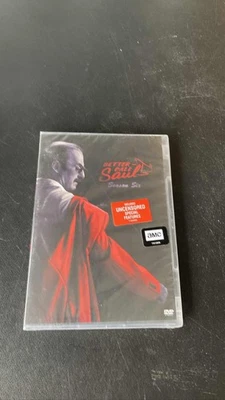 BETTER
CALL
Saul
Season Six
UNCENSORED
SPECIAL
FEATURES
amc
DVD